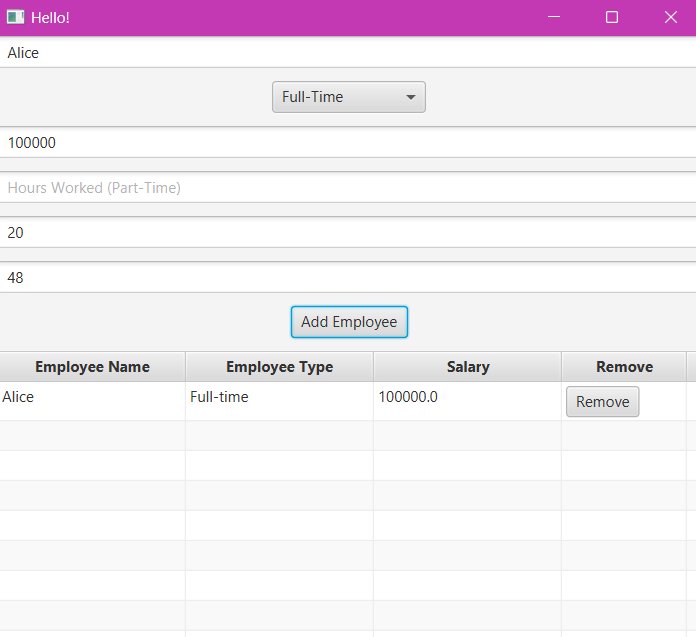 Hello!
Alice
Full-Time
100000
Hours Worked (Part-Time)
20
48
Add Employee
Employee Name Employee Type Salary Remove
Alice Full-time 100000.0 Remove